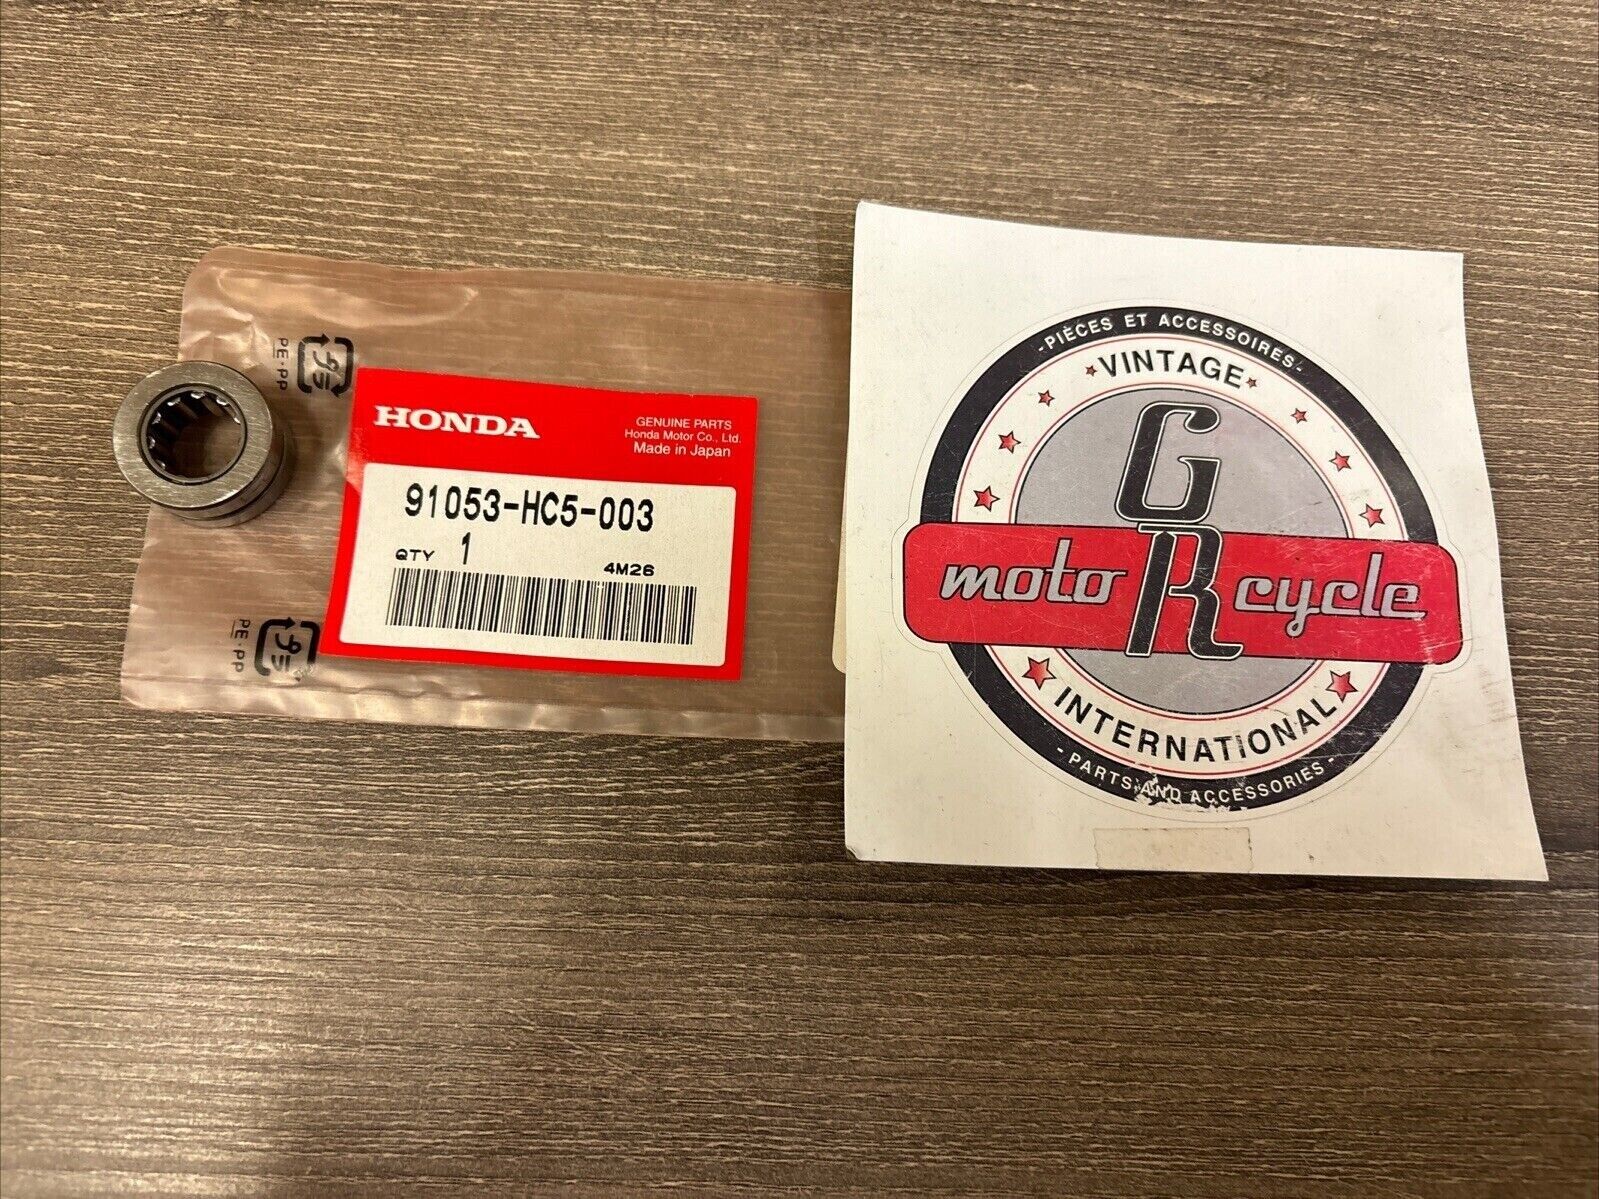 PE・PP
プラ
HONDA
GENUINE PARTS
Honda Motor Co., Ltd.
Made in Japan
91053-HC5-003
QTY 1
4M26
PE・PP
プラ
-PIÈCES ET ACCESSOIRES-
VINTAGE
GR
moto cycle
INTERNATIONAL
-PARTS AND ACCESSORIES-